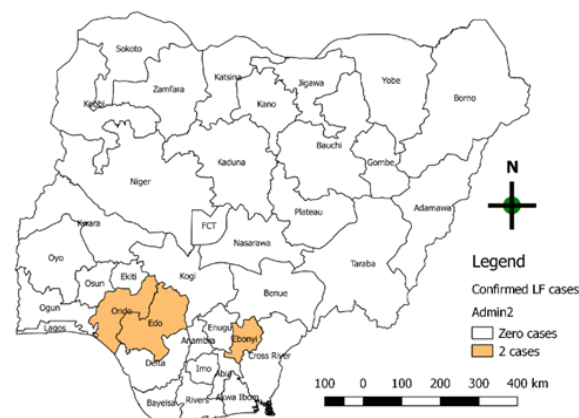 Sokoto
Katsina
Jigawa
Yobe
Zamfara
Borno
Kebbi
Kano
Bauchi
Gombe
Kaduna
N
Niger
Adamawa
Plateau
FCT
Kwara
Nasarawa
Oyo
Taraba
Legend
Osun
Ekiti
Kogi
Benue
Confirmed LF cases
Ogun
Ondo
Admin2
Lagos
Edo
Enugu
Zero cases
Anambra
Ebonyi
2 cases
Delta
Cross River
Imo
Abia
Bayelsa
Rivers
Akwa Ibom
100 0 100 200 300 400 km